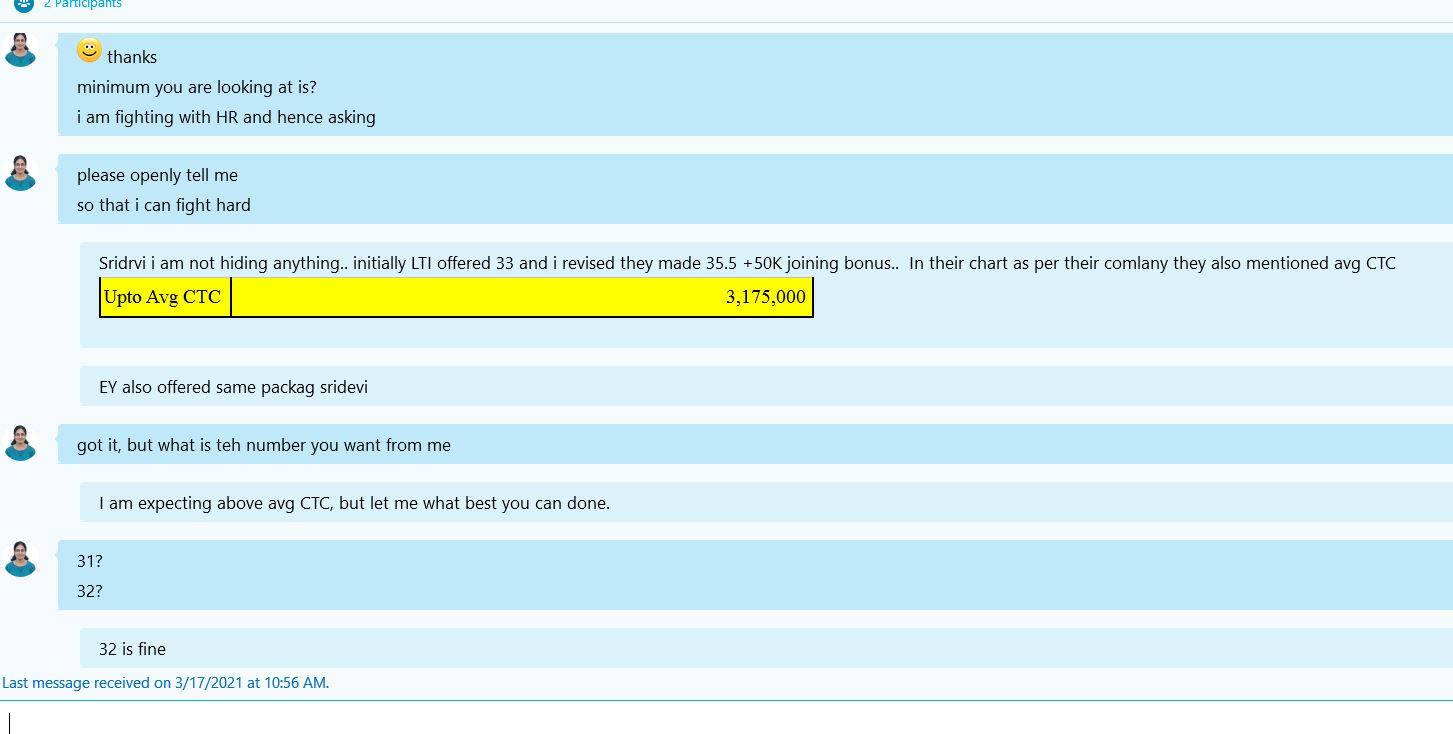 2 Participants
thanks
minimum you are looking at is?
i am fighting with HR and hence asking
please openly tell me
so that i can fight hard
Sridrvi i am not hiding anything.. initially LTI offered 33 and i revised they made 35.5 +50K joining bonus..  In their chart as per their comlany they also mentioned avg CTC
Upto Avg CTC 3,175,000
EY also offered same packag sridevi
got it, but what is teh number you want from me
I am expecting above avg CTC, but let me what best you can done.
31?
32?
32 is fine
Last message received on 3/17/2021 at 10:56 AM.